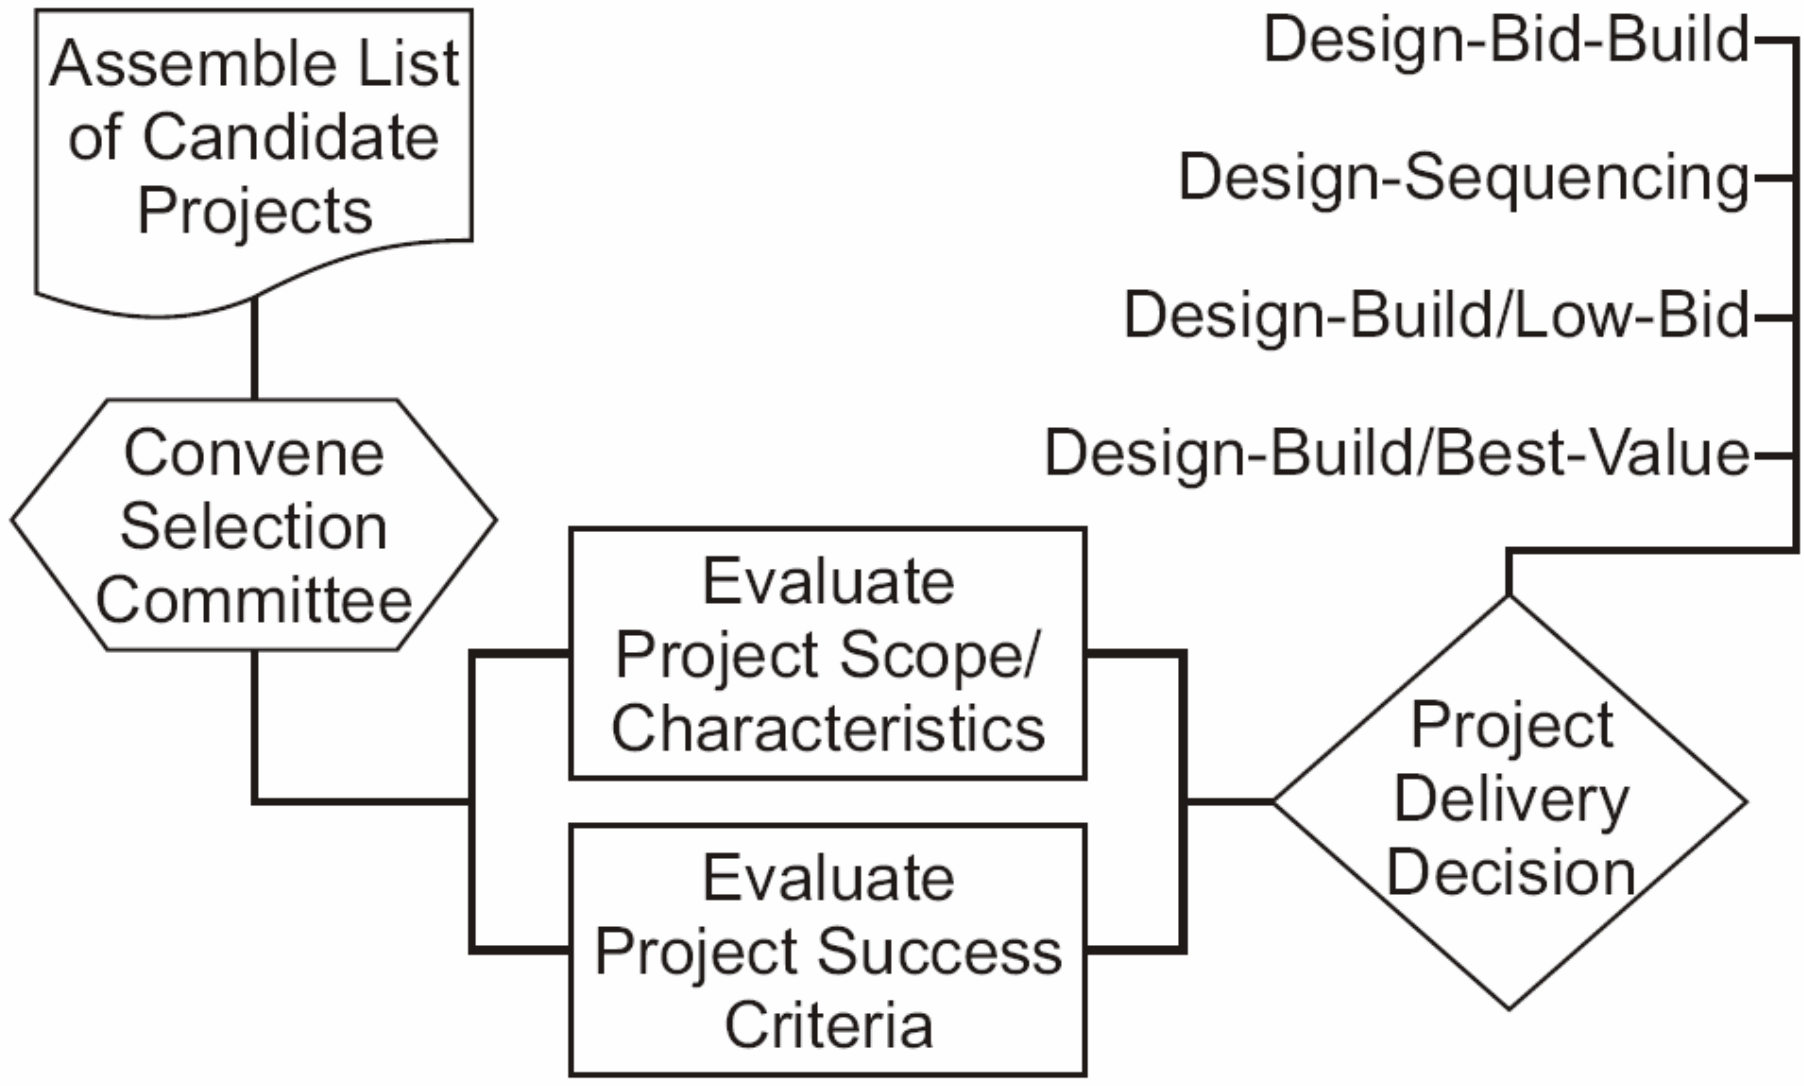 Assemble List
of Candidate
Projects
Convene
Selection
Committee
Evaluate
Project Scope/
Characteristics
Evaluate
Project Success
Criteria
Project
Delivery
Decision
Design-Bid-Build
Design-Sequencing
Design-Build/Low-Bid
Design-Build/Best-Value